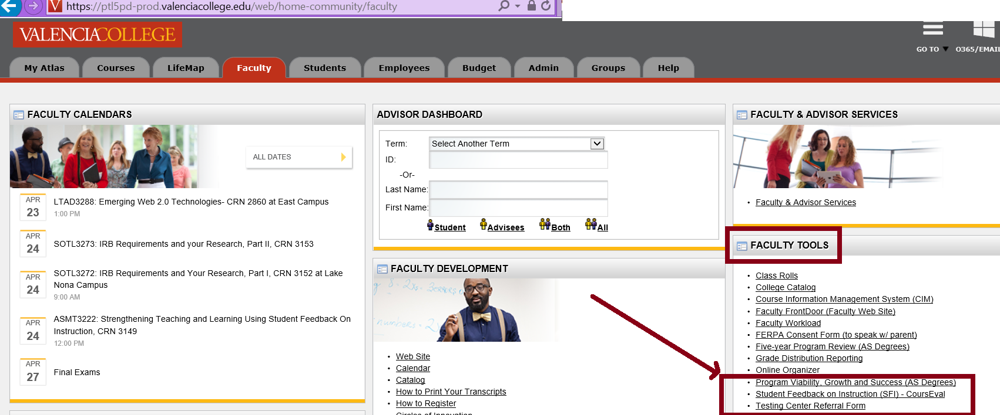 https://ptl5pd-prod.valenciacollege.edu/web/home-community/faculty
VALENCIACOLLEGE
GO TO
O365/EMAIL
My Atlas
Courses
LifeMap
Faculty
Students
Employees
Budget
Admin
Groups
Help
FACULTY CALENDARS
ALL DATES
APR
23
LTAD3288: Emerging Web 2.0 Technologies- CRN 2860 at East Campus
1:00 PM
APR
24
SOTL3273: IRB Requirements and your Research, Part II, CRN 3153
APR
24
SOTL3272: IRB Requirements and Your Research, Part I, CRN 3152 at Lake
Nona Campus
9:00 AM
APR
24
ASMT3222: Strengthening Teaching and Learning Using Student Feedback On
Instruction, CRN 3149
12:00 PM
APR
27
Final Exams
ADVISOR DASHBOARD
Term:
Select Another Term
ID:
-Or-
Last Name:
First Name:
Student
Advisees
Both
All
FACULTY DEVELOPMENT
Web Site
Calendar
Catalog
How to Print Your Transcripts
How to Register
Circles of Innovation
FACULTY & ADVISOR SERVICES
Faculty & Advisor Services
FACULTY TOOLS
Class Rolls
College Catalog
Course Information Management System (CIM)
Faculty FrontDoor (Faculty Web Site)
Faculty Workload
FERPA Consent Form (to speak w/ parent)
Five-year Program Review (AS Degrees)
Grade Distribution Reporting
Online Organizer
Program Viability, Growth and Success (AS Degrees)
Student Feedback on Instruction (SFI) - CoursEval
Testing Center Referral Form